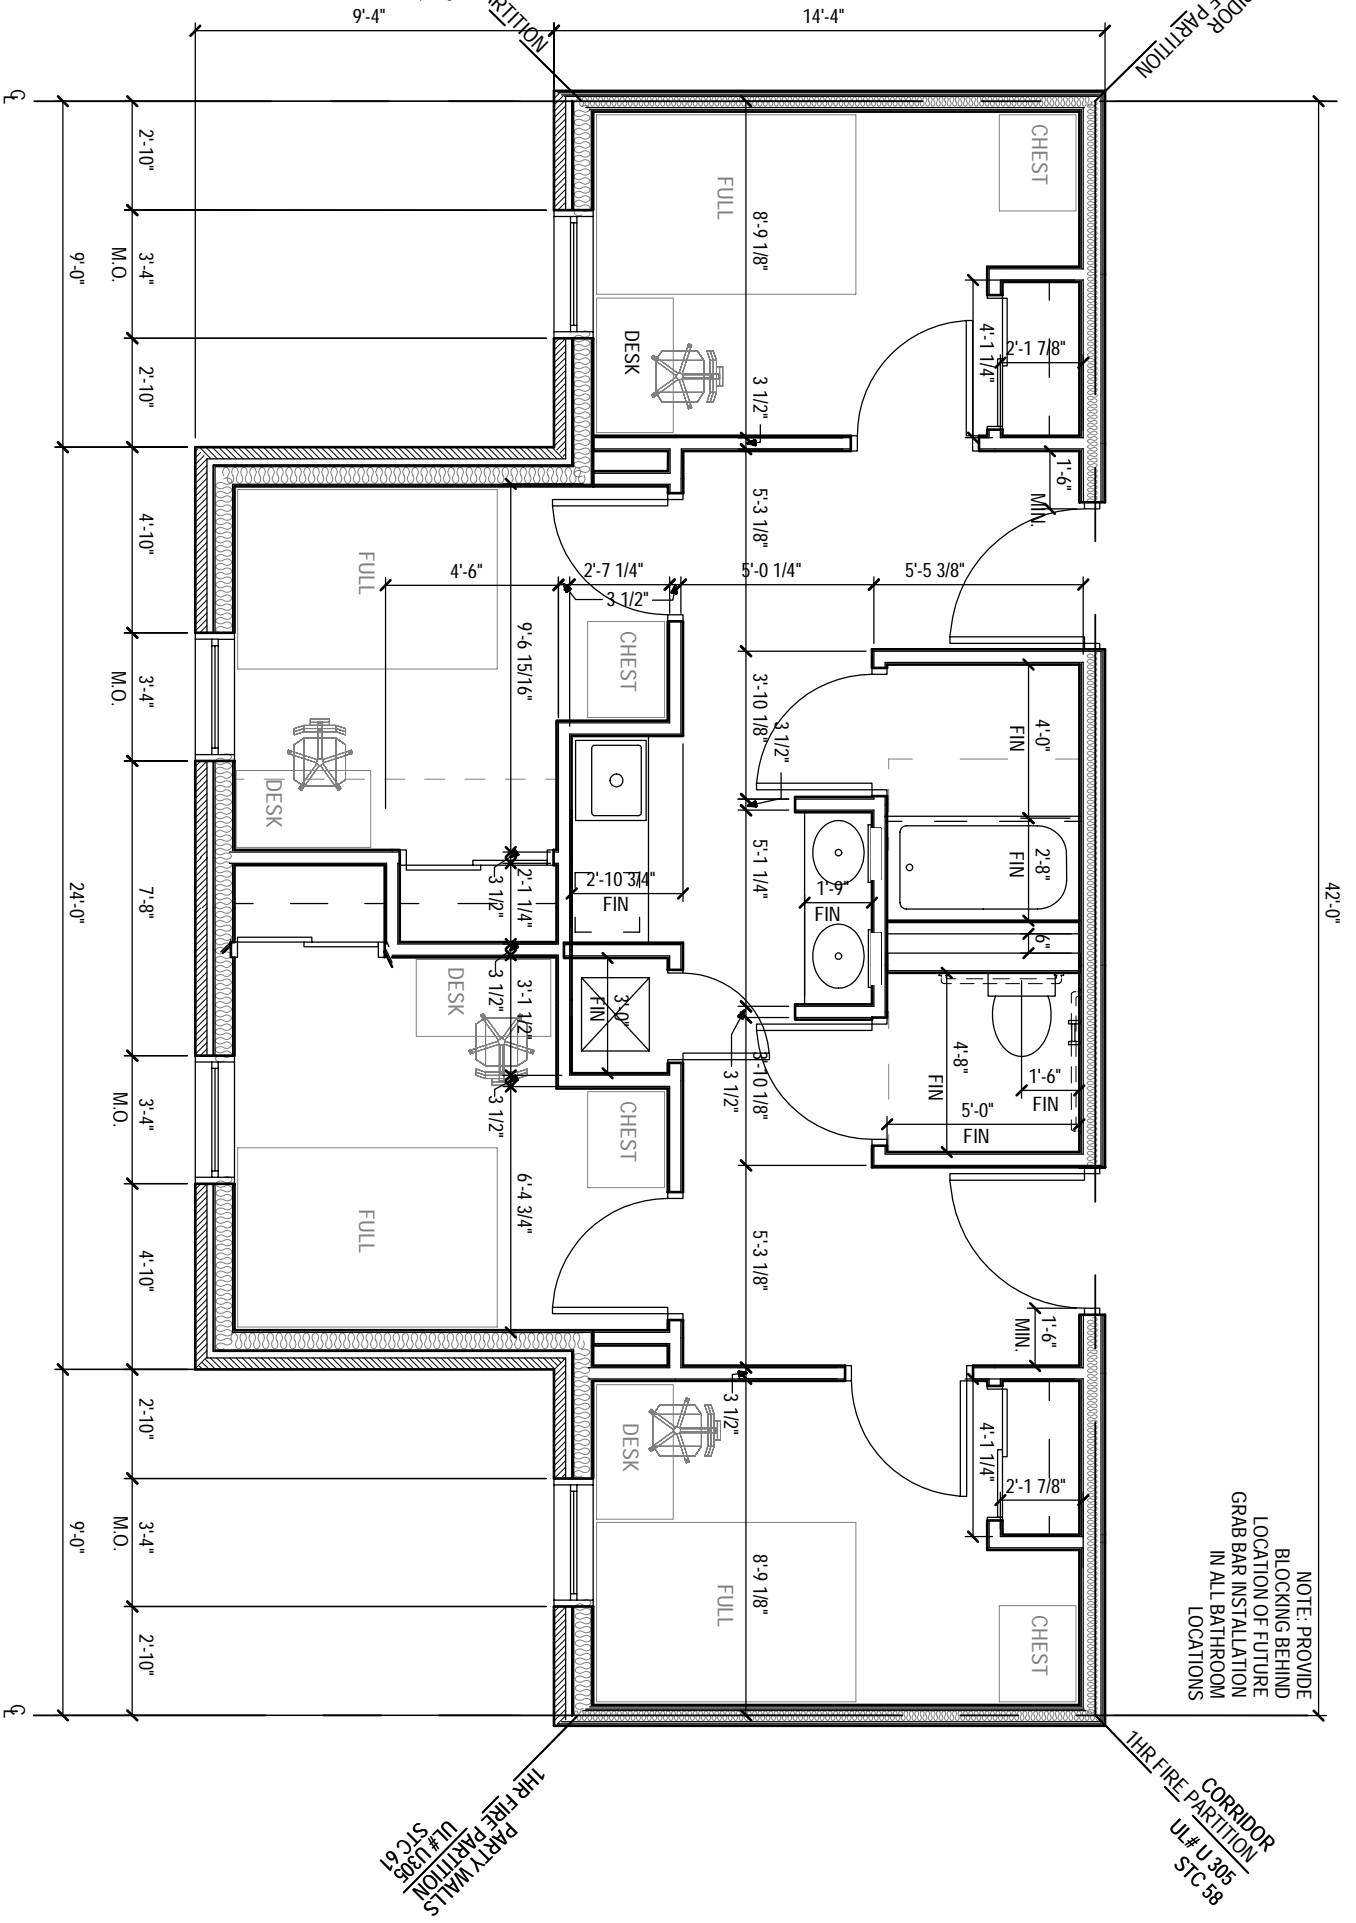 9'-4"
14'-4"
PARTITION
CORRIDOR
PARTITION
CL
42'-0"
2'-10"
3'-4"
M.O.
2'-10"
9'-0"
4'-10"
3'-4"
M.O.
7'-8"
24'-0"
3'-4"
M.O.
4'-10"
2'-10"
3'-4"
M.O.
2'-10"
9'-0"
CL
CHEST
FULL
8'-9 1/8"
DESK
3 1/2"
4'-1 1/4"
2'-1 7/8"
1'-6"
MIN.
5'-3 1/8"
4'-6"
2'-7 1/4"
3 1/2"
5'-0 1/4"
5'-5 3/8"
FULL
9'-6 15/16"
CHEST
DESK
3'-10 1/8"
3 1/2"
4'-0"
FIN
2'-8"
FIN
5'-1 1/4"
1'-9"
FIN
2'-10 3/4"
FIN
2'-1 1/4"
3 1/2"
6"
3'-1 1/2"
3 1/2"
DESK
3'-0"
FIN
3 1/2"
3'-10 1/8"
3 1/2"
4'-8"
FIN
1'-6"
FIN
5'-0"
FIN
CHEST
6'-4 3/4"
FULL
5'-3 1/8"
1'-6"
MIN.
3 1/2"
DESK
4'-1 1/4"
2'-1 7/8"
8'-9 1/8"
FULL
CHEST
NOTE: PROVIDE
BLOCKING BEHIND
LOCATION OF FUTURE
GRAB BAR INSTALLATION
IN ALL BATHROOM
LOCATIONS
CORRIDOR
1HR FIRE PARTITION
UL# U 305
STC 58
PARTY WALLS
1HR FIRE PARTITION
UL# U305
STC 61